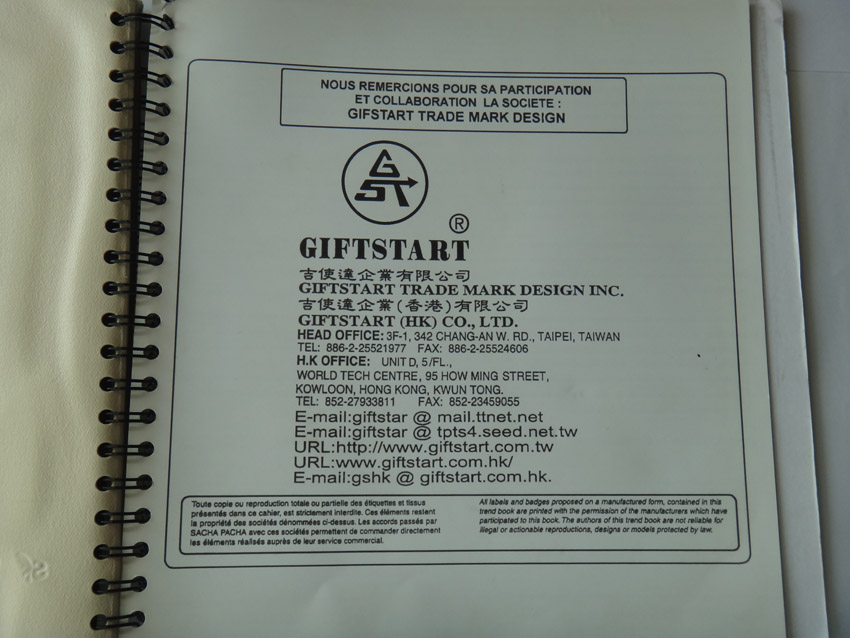 NOUS REMERCIONS POUR SA PARTICIPATION
ET COLLABORATION LA SOCIETE :
GIFSTART TRADE MARK DESIGN
GST
®
GIFTSTART
吉使達企業有限公司
GIFTSTART TRADE MARK DESIGN INC.
吉使達企業(香港)有限公司
GIFTSTART (HK) CO., LTD.
HEAD OFFICE: 3F-1, 342 CHANG-AN W. RD., TAIPEI, TAIWAN
TEL: 886-2-25521977 FAX: 886-2-25524606
H.K OFFICE: UNIT D, 5/FL.,
WORLD TECH CENTRE, 95 HOW MING STREET,
KOWLOON, HONG KONG, KWUN TONG.
TEL: 852-27933811 FAX: 852-23459055
E-mail:giftstar @ mail.ttnet.net
E-mail:giftstar @ tpts4.seed.net.tw
URL:http://www.giftstart.com.tw
URL:www.giftstart.com.hk/
E-mail:gshk @ giftstart.com.hk.
Toute copie ou reproduction totale ou partielle des étiquettes et tissus
présentés dans ce cahier, est strictement interdite. Ces éléments restent
la propriété des sociétés dénommées ci-dessus. Les accords passés par
SACHA PACHA avec ces sociétés permettent de commander directement
les éléments réalisés auprès de leur service commercial.
All labels and badges proposed on a manufactured form, contained in this
trend book are printed with the permission of the manufacturers which have
participated to this book. The authors of this trend book are not reliable for
illegal or actionable reproductions, designs or models protected by law.